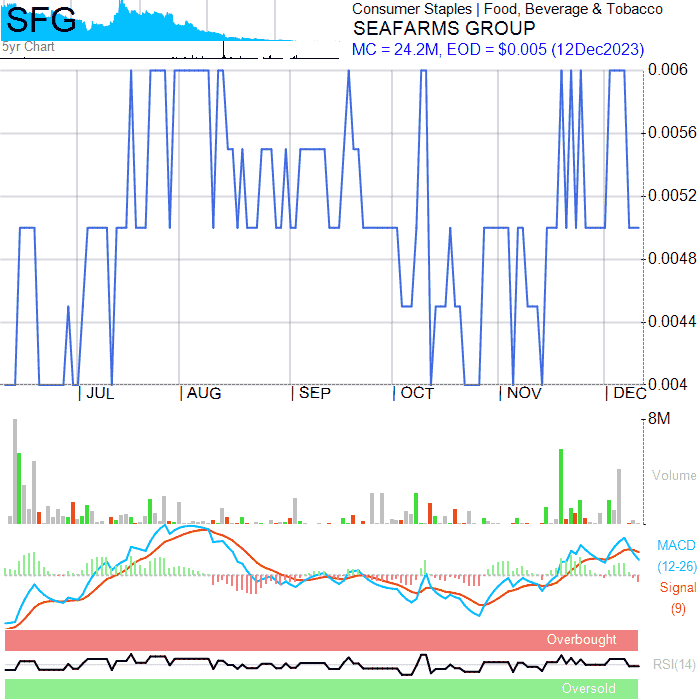 SFG
5yr Chart
Consumer Staples | Food, Beverage & Tobacco
SEAFARMS GROUP
MC = 24.2M, EOD = $0.005 (12Dec2023)
0.006
0.0056
0.0052
0.0048
0.0044
0.004
| JUL | AUG | SEP | OCT | NOV | DEC
8M
Volume
MACD
(12-26)
Signal
(9)
Overbought
RSI(14)
Oversold